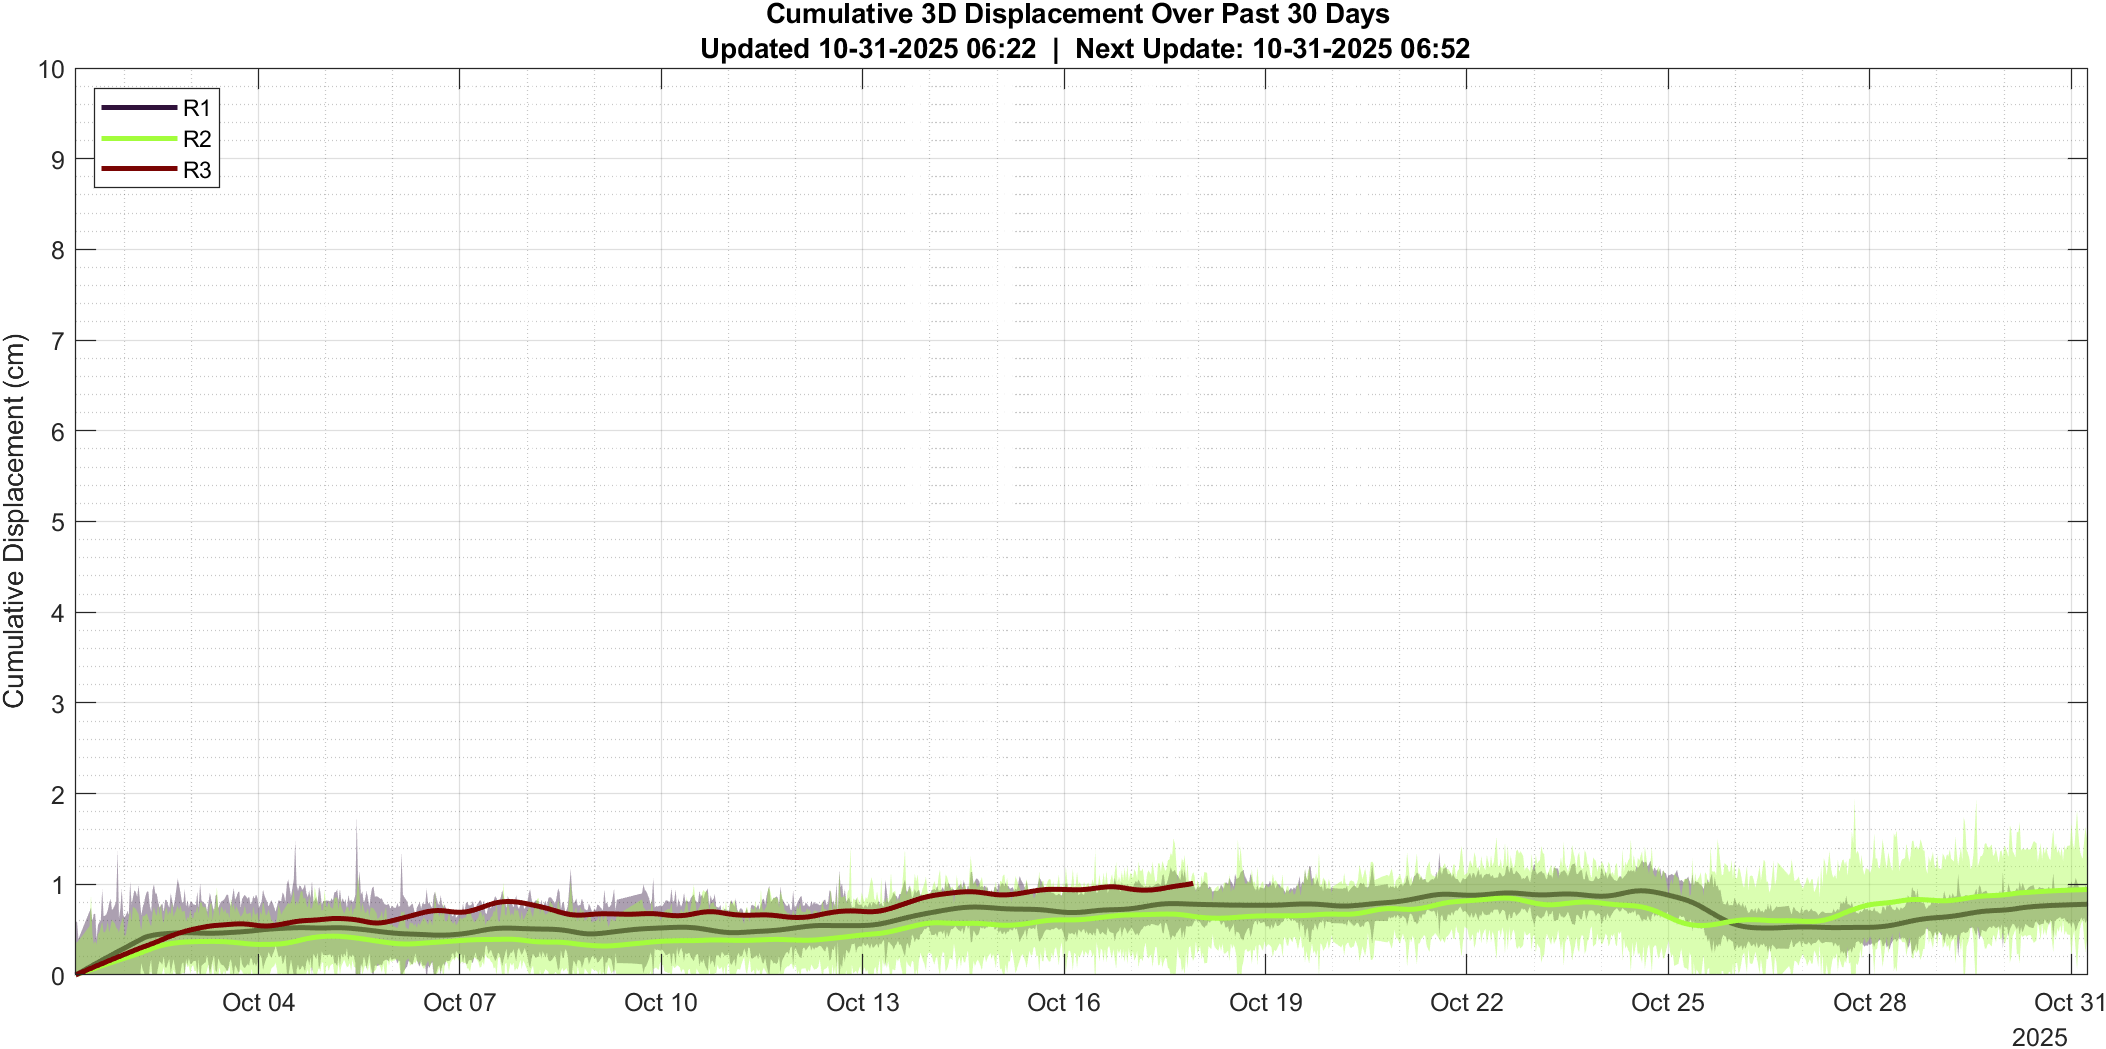 Cumulative 3D Displacement Over Past 30 Days
Updated 10-31-2025 06:22 | Next Update: 10-31-2025 06:52
R1
R2
R3
Cumulative Displacement (cm)
10
9
8
7
6
5
4
3
2
1
0
Oct 04 Oct 07 Oct 10 Oct 13 Oct 16 Oct 19 Oct 22 Oct 25 Oct 28 Oct 31
2025